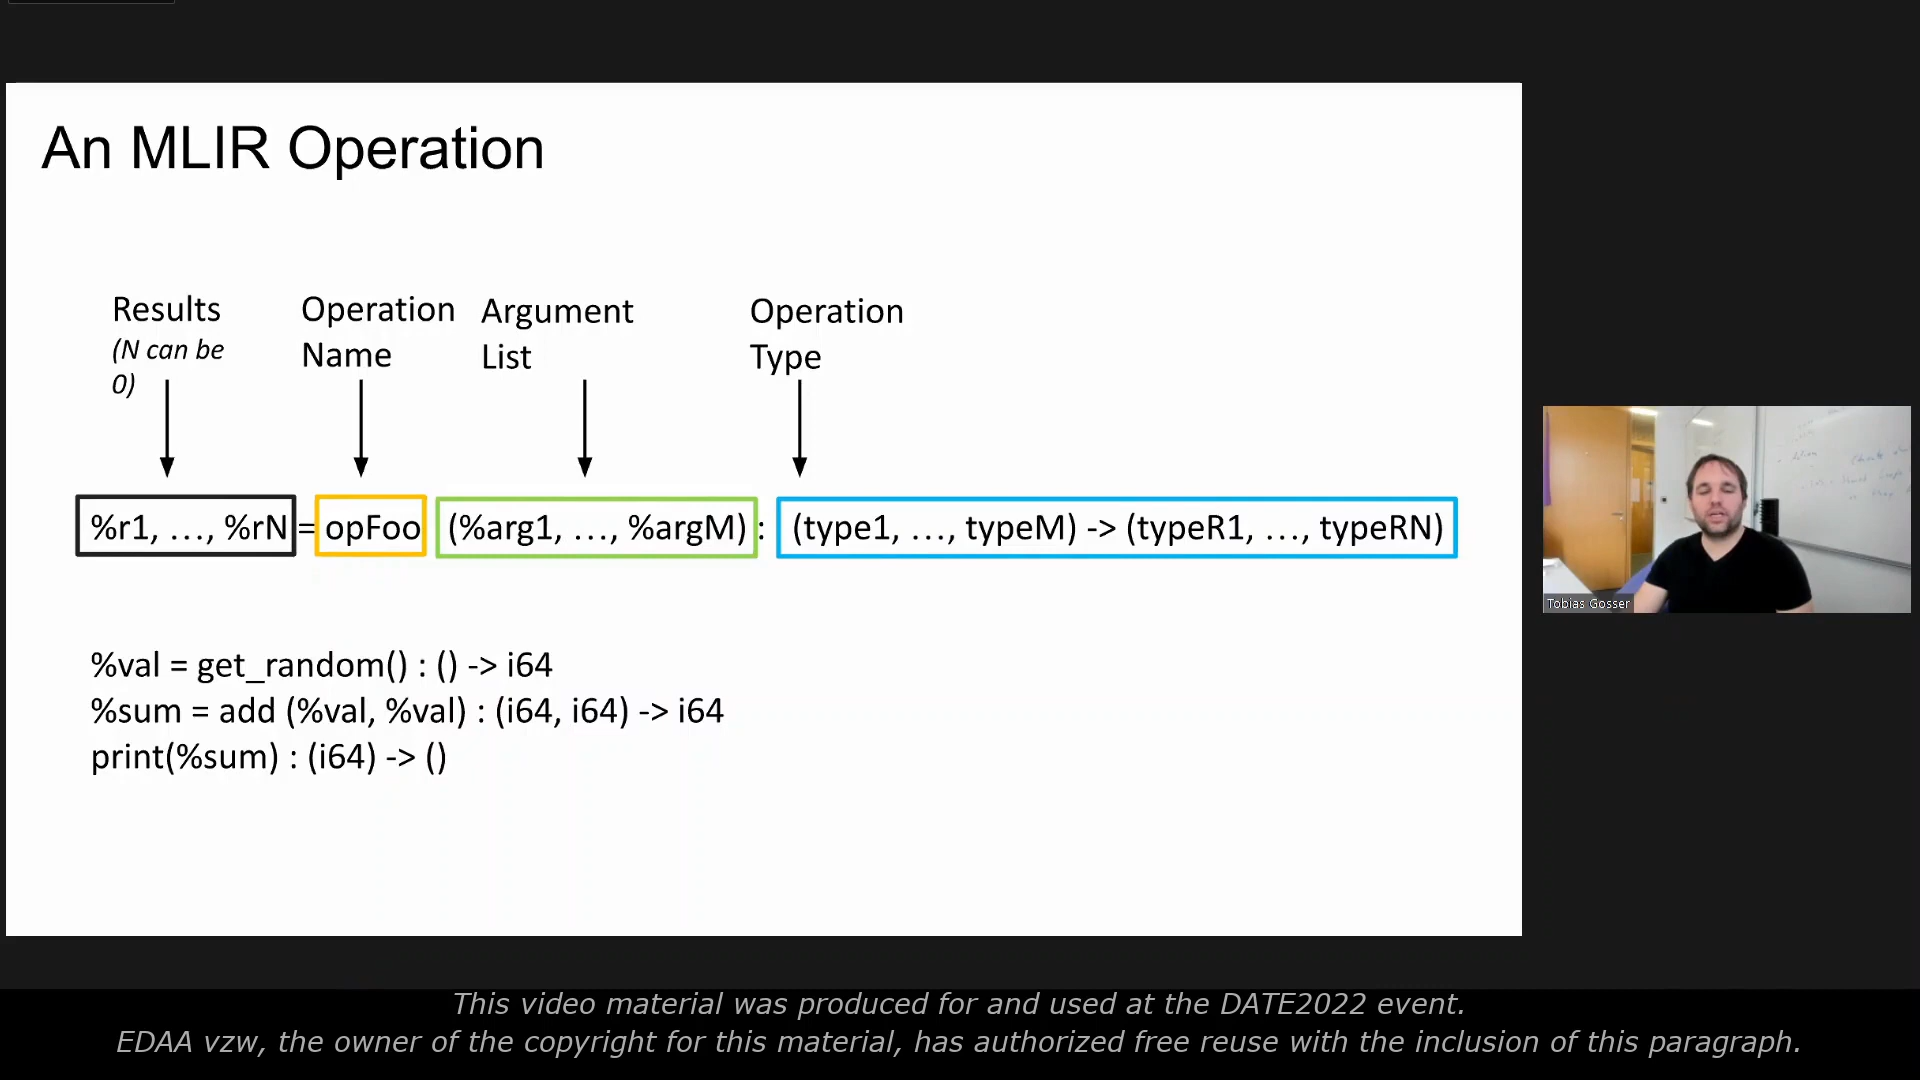 An MLIR Operation
Results
(N can be
0)
Operation
Name
Argument
List
Operation
Type
%r1, ..., %rN = opFoo (%arg1, ..., %argM) : (type1, ..., typeM) -> (typeR1, ..., typeRN)
%val = get_random() : () -> i64
%sum = add (%val, %val) : (i64, i64) -> i64
print(%sum) : (i64) -> ()
Tobias Gosser
This video material was produced for and used at the DATE2022 event.
EDAA vzw, the owner of the copyright for this material, has authorized free reuse with the inclusion of this paragraph.